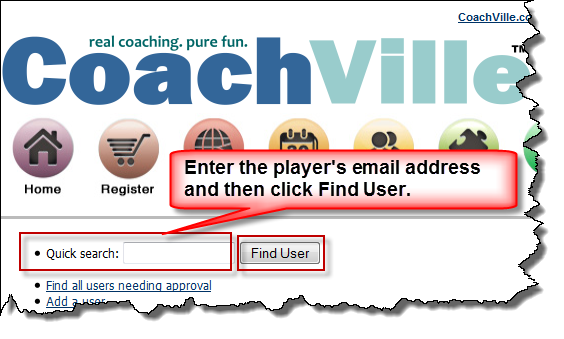 CoachVille.co
real coaching. pure fun.
CoachVille™
Home
Register
Enter the player's email address
and then click Find User.
Quick search:
Find User
Find all users needing approval
Add a user